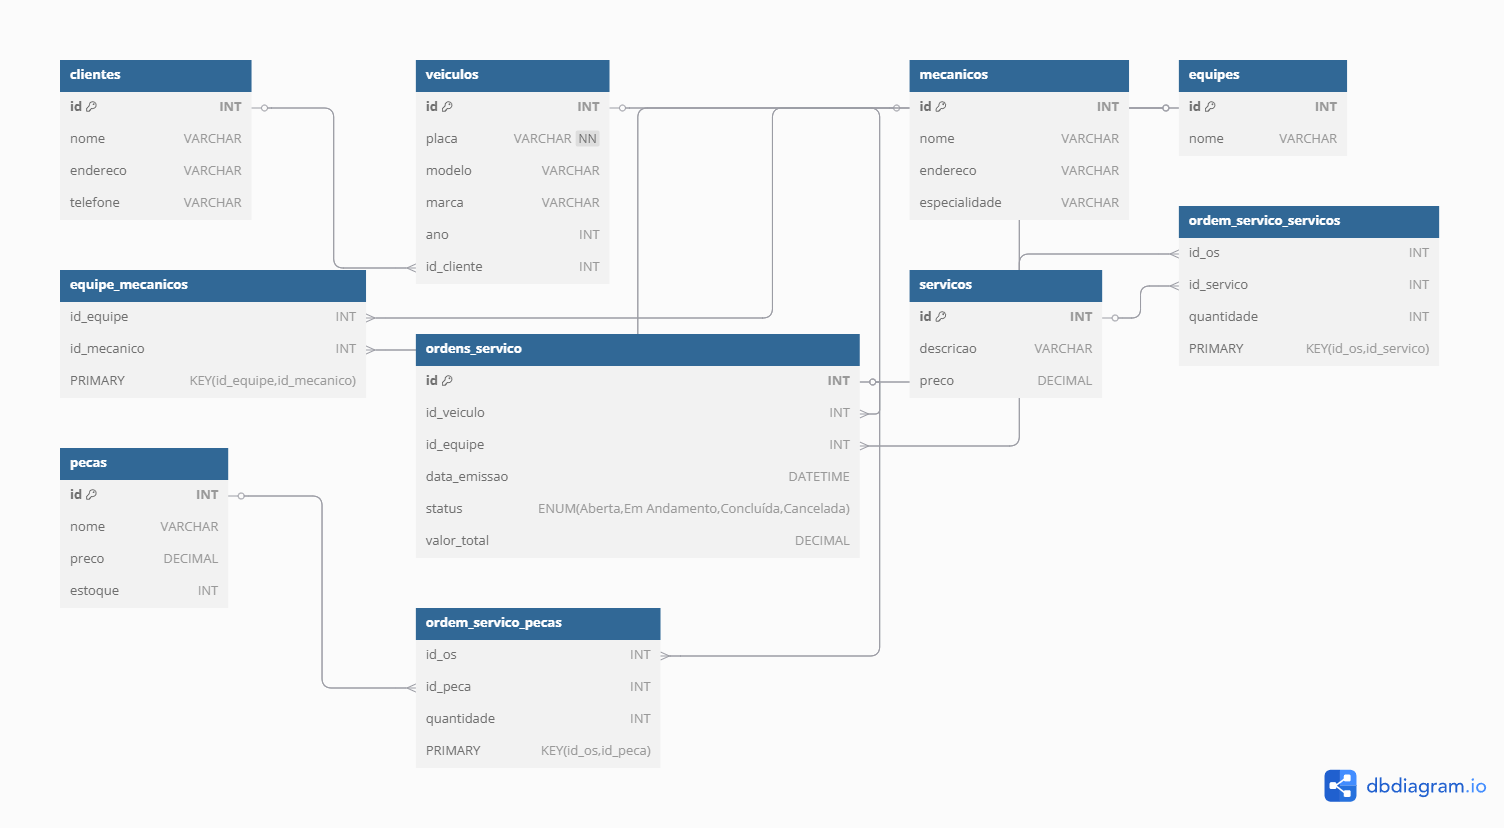 clientes
id INT
nome VARCHAR
endereco VARCHAR
telefone VARCHAR
veiculos
id INT
placa VARCHAR NN
modelo VARCHAR
marca VARCHAR
ano INT
id_cliente INT
mecanicos
id INT
nome VARCHAR
endereco VARCHAR
especialidade VARCHAR
equipes
id INT
nome VARCHAR
ordem_servico_servicos
id_os INT
id_servico INT
quantidade INT
PRIMARY KEY(id_os,id_servico)
equipe_mecanicos
id_equipe INT
id_mecanico INT
PRIMARY KEY(id_equipe,id_mecanico)
servicos
id INT
descricao VARCHAR
preco DECIMAL
ordens_servico
id INT
id_veiculo INT
id_equipe INT
data_emissao DATETIME
status ENUM(Aberta,Em Andamento,Concluída,Cancelada)
valor_total DECIMAL
pecas
id INT
nome VARCHAR
preco DECIMAL
estoque INT
ordem_servico_pecas
id_os INT
id_peca INT
quantidade INT
PRIMARY KEY(id_os,id_peca)
dbdiagram.io